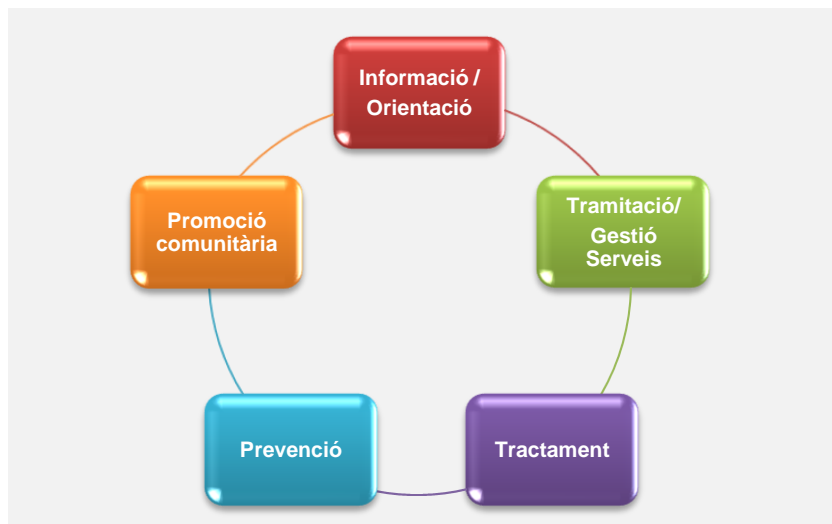 Informació /
Orientació
Tramitació/
Gestió
Serveis
Tractament
Prevenció
Promoció
comunitària